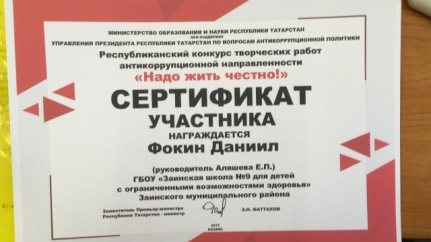 МИНИСТЕРСТВО ОБРАЗОВАНИЯ И НАУКИ РЕСПУБЛИКИ ТАТАРСТАН
ПРИ ПОДДЕРЖКЕ
УПРАВЛЕНИЯ ПРЕЗИДЕНТА РЕСПУБЛИКИ ТАТАРСТАН ПО ВОПРОСАМ АНТИКОРРУПЦИОННОЙ ПОЛИТИКИ
Республиканский конкурс творческих работ
антикоррупционной направленности
«Надо жить честно!»
СЕРТИФИКАТ
УЧАСТНИКА
НАГРАЖДАЕТСЯ
Фокин Даниил
(руководитель Аляшева Е.П.)
ГБОУ «Заинская школа №9 для детей
с ограниченными возможностями здоровья»
Заинского муниципального района
Заместитель Премьер-министра
Республики Татарстан - министр
Э.Н. ФАТТАХОВ
2017
КАЗАНЬ